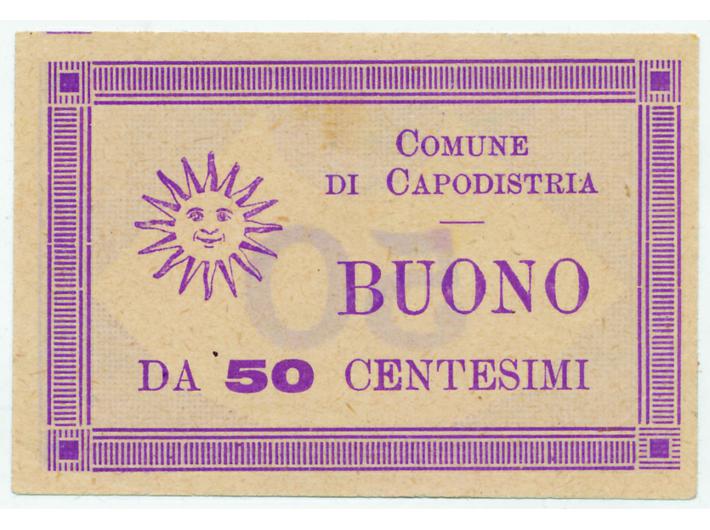 COMUNE
DI CAPODISTRIA
BUONO
DA 50 CENTESIMI